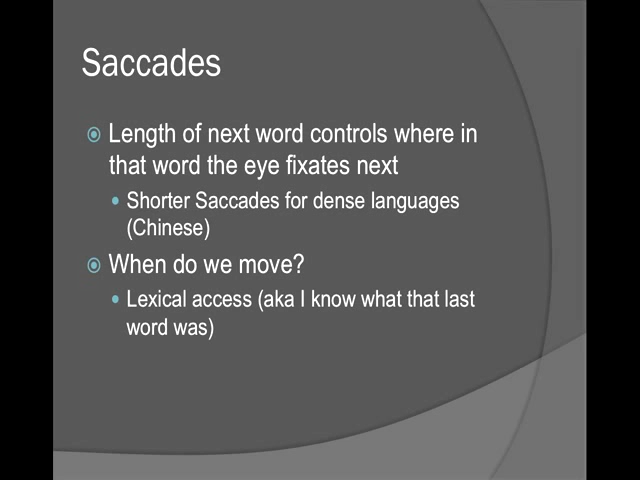 Saccades
Length of next word controls where in
that word the eye fixates next
Shorter Saccades for dense languages
(Chinese)
When do we move?
Lexical access (aka I know what that last
word was)